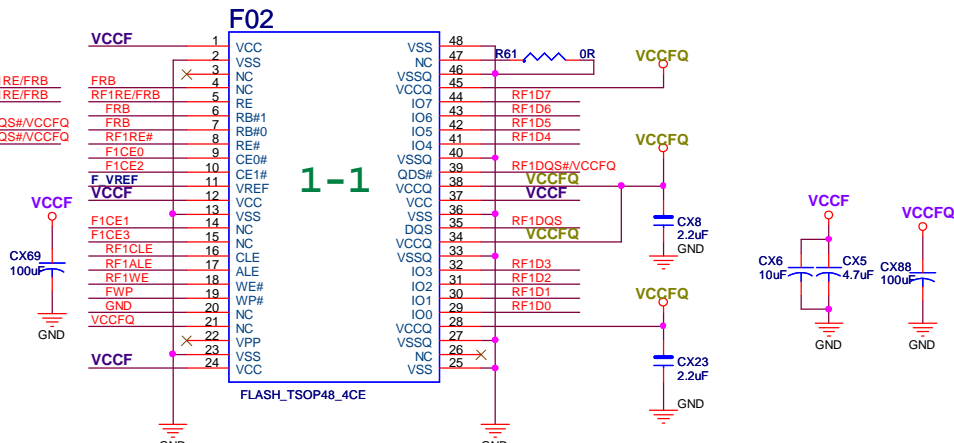 F02
1-1
FLASH_TSOP48_4CE
VCCF 1 VCC
2 VSS
3 NC
FRB 4 NC
RF1RE/FRB 5 RE
FRB 6 RB#1
FRB 7 RB#0
RF1RE# 8 RE#
F1CE0 9 CE0#
F1CE2 10 CE1#
F_VREF 11 VREF
VCCF 12 VCC
13 VSS
F1CE1 14 NC
F1CE3 15 NC
RF1CLE 16 CLE
RF1ALE 17 ALE
RF1WE 18 WE#
FWP 19 WP#
GND 20 NC
VCCFQ 21 NC
22 VPP
23 VSS
VCCF 24 VCC
VSS 48
NC 47 R61 0R
VSSQ 46
VCCQ 45 VCCFQ
IO7 44 RF1D7
IO6 43 RF1D6
IO5 42 RF1D5
IO4 41 RF1D4
VSSQ 40
QDS# 39 RF1DQS#/VCCFQ
VCCQ 38 VCCFQ
VCC 37 VCCF
VSS 36
DQS 35 RF1DQS
VCCQ 34 VCCFQ
VSSQ 33
IO3 32 RF1D3
IO2 31 RF1D2
IO1 30 RF1D1
IO0 29 RF1D0
VCCQ 28
VSSQ 27
NC 26
VSS 25
RE/FRB
RE/FRB
QS#/VCCFQ
QS#/VCCFQ
VCCF
CX69
100uF
GND
GND
GND
VCCFQ
CX8
2.2uF
GND
VCCFQ
CX23
2.2uF
GND
VCCF
CX6
10uF
CX5
4.7uF
GND
VCCFQ
CX88
100uF
GND